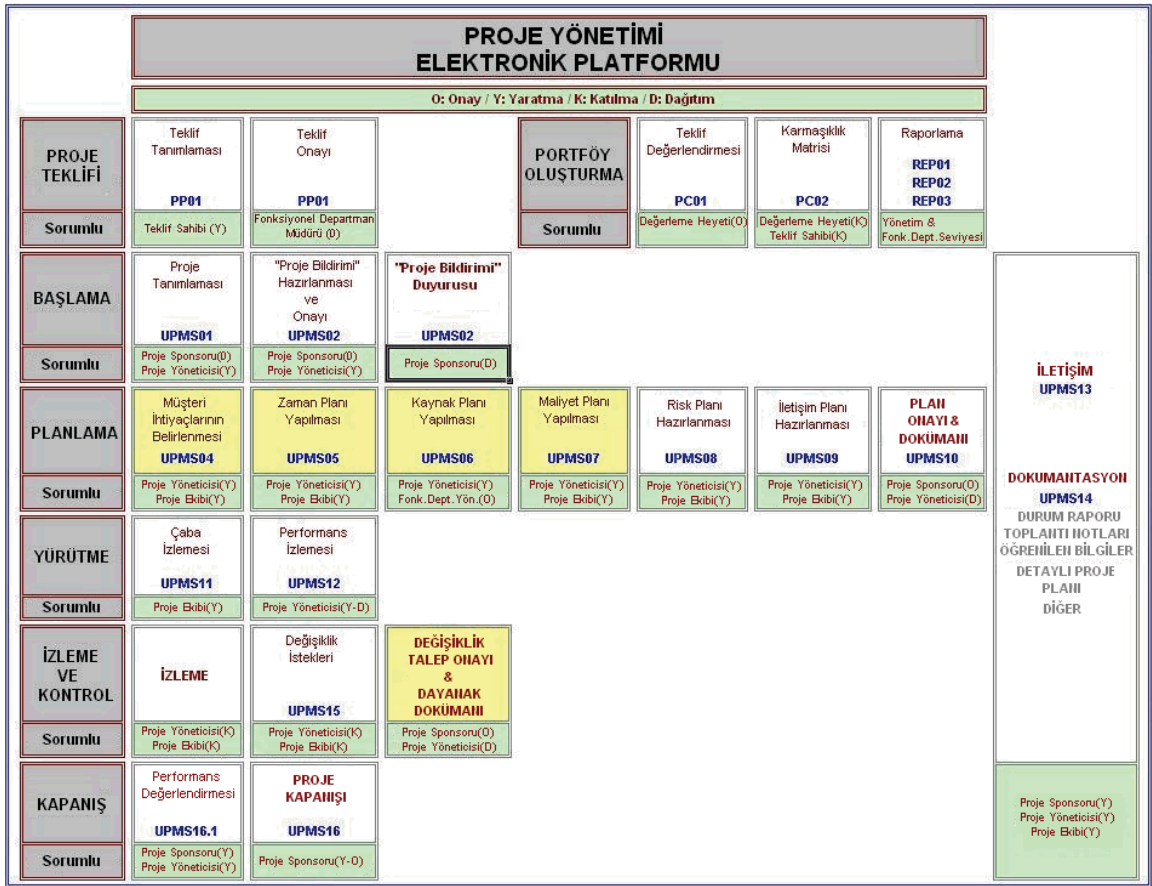 PROJE YÖNETİMİ
ELEKTRONİK PLATFORMU
O: Onay / Y: Yaratma / K: Katılma / D: Dağıtım
PROJE
TEKLİFİ
Teklif
Tanımlaması
PP01
Teklif
Onayı
PP01
PORTFÖY
OLUŞTURMA
Teklif
Değerlendirmesi
PC01
Karmaşıklık
Matrisi
PC02
Raporlama
REP01
REP02
REP03
Sorumlu
Teklif Sahibi (Y)
Fonksiyonel Departman
Müdürü (0)
Sorumlu
Değerleme Heyeti(O)
Değerleme Heyeti(K)
Teklif Sahibi(K)
Yönetim &
Fonk.Dept.Seviyesi
BAŞLAMA
Proje
Tanımlaması
UPMS01
"Proje Bildirimi"
Hazırlanması
ve
Onayı
UPMS02
"Proje Bildirimi"
Duyurusu
UPMS02
Sorumlu
Proje Sponsoru(0)
Proje Yöneticisi(Y)
Proje Sponsoru(0)
Proje Yöneticisi(Y)
Proje Sponsoru(D)
PLANLAMA
Müşteri
İhtiyaçlarının
Belirlenmesi
UPMS04
Zaman Planı
Yapılması
UPMS05
Kaynak Planı
Yapılması
UPMS06
Maliyet Planı
Yapılması
UPMS07
Risk Planı
Hazırlanması
UPMS08
İletişim Planı
Hazırlanması
UPMS09
PLAN
ONAYI &
DOKÜMANI
UPMS10
Sorumlu
Proje Yöneticisi(Y)
Proje Ekibi(Y)
Proje Yöneticisi(Y)
Proje Ekibi(Y)
Proje Yöneticisi(Y)
Fonk.Dept.Yön.(O)
Proje Yöneticisi(Y)
Proje Ekibi(Y)
Proje Yöneticisi(Y)
Proje Ekibi(Y)
Proje Yöneticisi(Y)
Proje Ekibi(Y)
Proje Sponsoru(O)
Proje Yöneticisi(D)
YÜRÜTME
Çaba
İzlemesi
UPMS11
Performans
İzlemesi
UPMS12
Sorumlu
Proje Ekibi(Y)
Proje Yöneticisi(Y-D)
İZLEME
VE
KONTROL
İZLEME
Değişiklik
İstekleri
UPMS15
DEĞİŞİKLİK
TALEP ONAYI
&
DAYANAK
DOKÜMANI
Sorumlu
Proje Yöneticisi(K)
Proje Ekibi(K)
Proje Yöneticisi(K)
Proje Ekibi(K)
Proje Sponsoru(O)
Proje Yöneticisi(D)
KAPANIŞ
Performans
Değerlendirmesi
UPMS16.1
PROJE
KAPANIŞI
UPMS16
Sorumlu
Proje Sponsoru(Y)
Proje Yöneticisi(Y)
Proje Sponsoru(Y-O)
İLETİŞİM
UPMS13
DOKUMANTASYON
UPMS14
DURUM RAPORU
TOPLANTI NOTLARI
ÖĞRENİLEN BİLGİLER
DETAYLI PROJE
PLANI
DİĞER
Proje Sponsoru(Y)
Proje Yöneticisi(Y)
Proje Ekibi(Y)